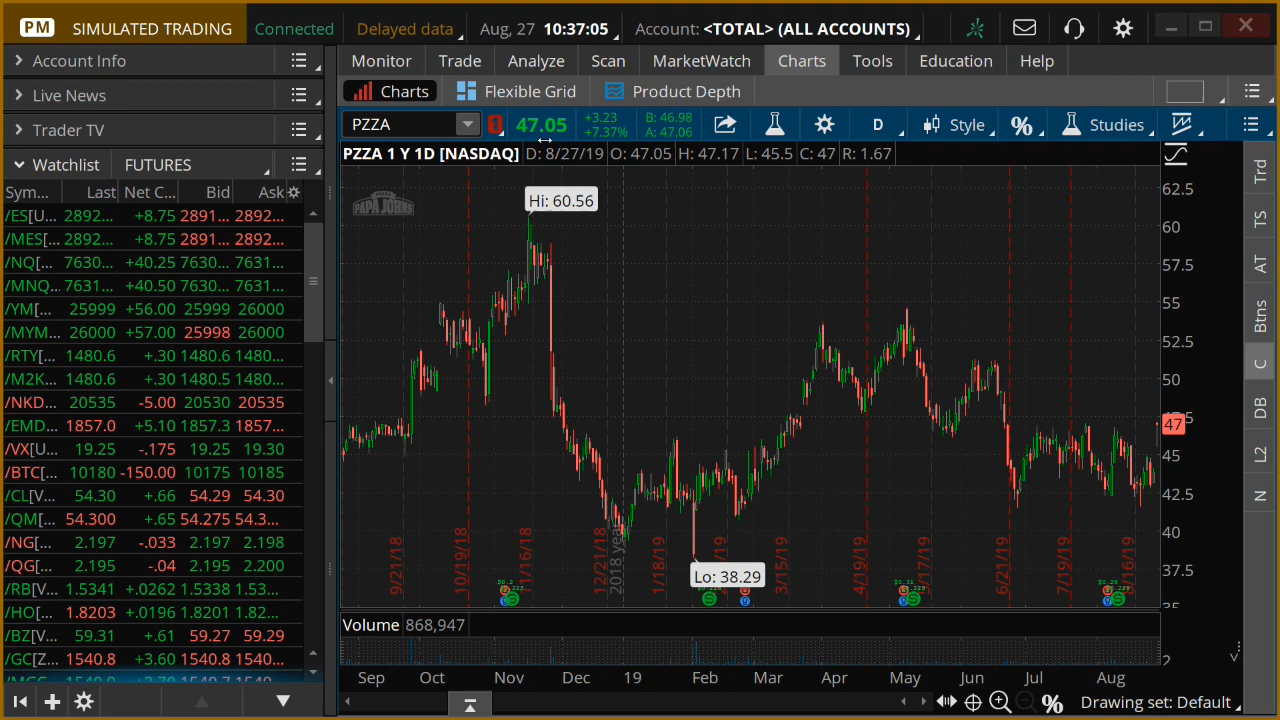 PM SIMULATED TRADING Connected Delayed data Aug, 27 10:37:05 Account: <TOTAL> (ALL ACCOUNTS)
Account Info
Live News
Trader TV
Watchlist FUTURES
Sym... Last Net C... Bid Ask
/ES[U... 2892... +8.75 2891... 2892...
/MES[... 2892... +8.75 2891... 2892...
/NQ[... 7630... +40.25 7630... 7631...
/MNQ... 7631... +40.50 7630... 7631...
/YM[... 25999 +56.00 25999 26000
/MYM... 26000 +57.00 25998 26000
/RTY[... 1480.6 +.30 1480.6 1480...
/M2K... 1480.6 +.30 1480.5 1480...
/NKD... 20535 -5.00 20530 20535
/EMD... 1857.0 +5.10 1857.3 1857...
/VX[U... 19.25 -.175 19.25 19.30
/BTC[... 10180 -150.00 10175 10185
/CL[V... 54.30 +.66 54.29 54.30
/QM[... 54.300 +.65 54.275 54.3...
/NG[... 2.197 -.033 2.197 2.198
/QG[... 2.195 -.04 2.195 2.200
/RB[V... 1.5341 +.0262 1.5338 1.53...
/HO[... 1.8203 +.0196 1.8201 1.82...
/BZ[V... 59.31 +.61 59.27 59.29
/GC[Z... 1540.8 +3.60 1540.8 1540...
Monitor Trade Analyze Scan MarketWatch Charts Tools Education Help
Charts Flexible Grid Product Depth
PZZA 1 47.05 +3.23 +7.37% B: 46.98 A: 47.06 D Style % Studies
PZZA 1 Y 1D [NASDAQ] D: 8/27/19 O: 47.05 H: 47.17 L: 45.5 C: 47 R: 1.67
PAPA JOHNS
Hi: 60.56
Lo: 38.29
62.5
60
57.5
55
52.5
50
47
45
42.5
40
37.5
35
9/21/18 10/19/18 11/16/18 12/21/18 2018 year 1/18/19 3/15/19 4/19/19 6/21/19 7/19/19
Volume 868,947
Sep Oct Nov Dec 19 Feb Mar Apr May Jun Jul Aug
% Drawing set: Default
Trd
TS
AT
Btns
C
DB
L2
N